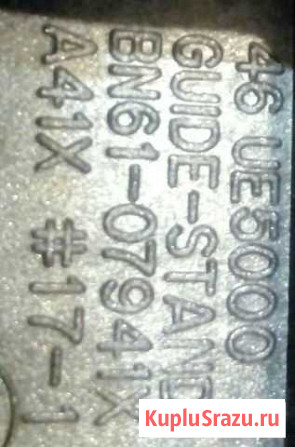 46 UE5000
GUIDE-STAND
BN61-07941X
A41X #17-1
KupluSrazu.ru